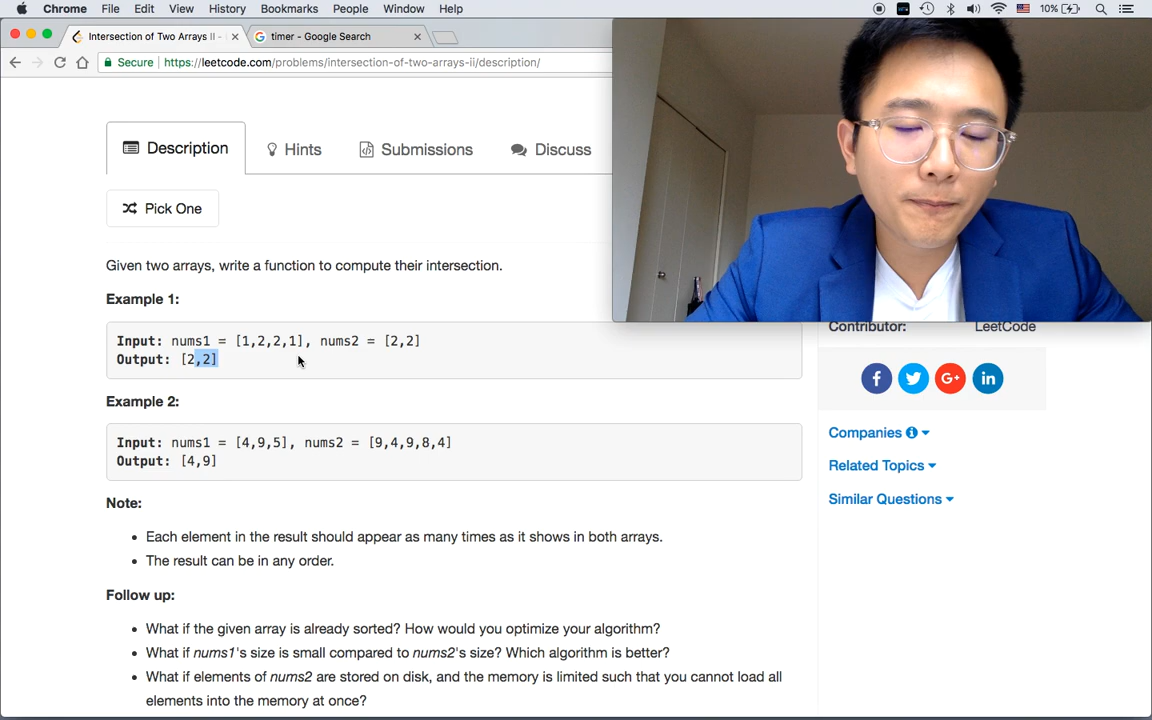 Chrome File Edit View History Bookmarks People Window Help 10%
Intersection of Two Arrays II - timer - Google Search
Secure https://leetcode.com/problems/intersection-of-two-arrays-ii/description/
Description Hints Submissions Discuss
Pick One
Given two arrays, write a function to compute their intersection.
Example 1:
Contributor: LeetCode
Input: nums1 = [1,2,2,1], nums2 = [2,2]
Output: [2,2]
Example 2:
Companies
Input: nums1 = [4,9,5], nums2 = [9,4,9,8,4]
Output: [4,9]
Related Topics
Similar Questions
Note:
• Each element in the result should appear as many times as it shows in both arrays.
• The result can be in any order.
Follow up:
• What if the given array is already sorted? How would you optimize your algorithm?
• What if nums1's size is small compared to nums2's size? Which algorithm is better?
• What if elements of nums2 are stored on disk, and the memory is limited such that you cannot load all
elements into the memory at once?